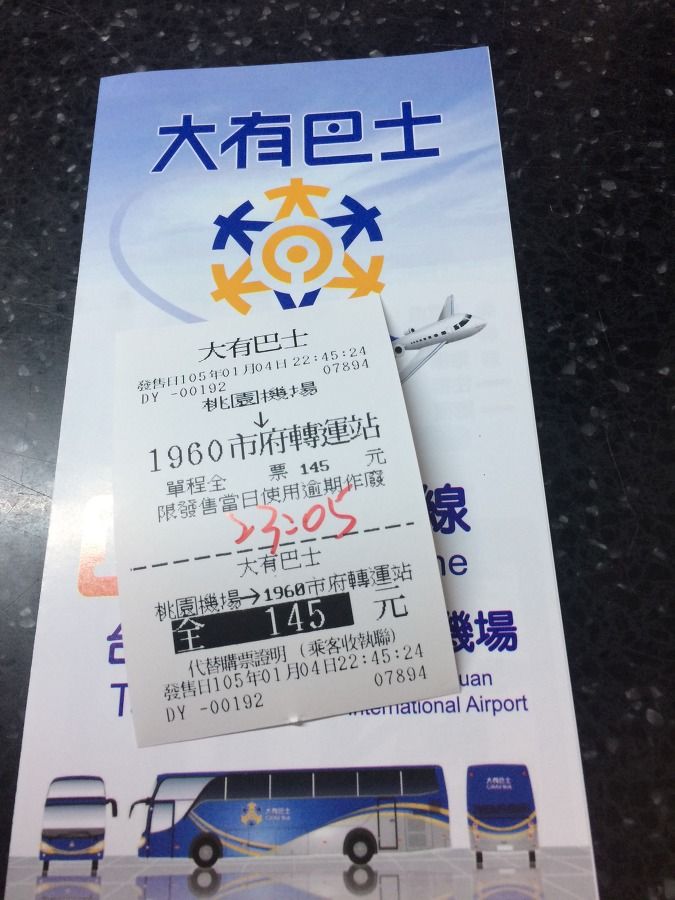 大有巴士
大有巴士
發售日105年01月04日 22:45:24
DY -00192 07894
桃園機場
↓
1960市府轉運站
單程全 票 145 元
限發售當日使用逾期作廢
23:05
大有巴士
桃園機場→1960市府轉運站
全 145 元
代替購票證明 (乘客收執聯)
發售日105年01月04日22:45:24
DY -00192 07894
線
機場
International Airport
大有巴士
大有巴士